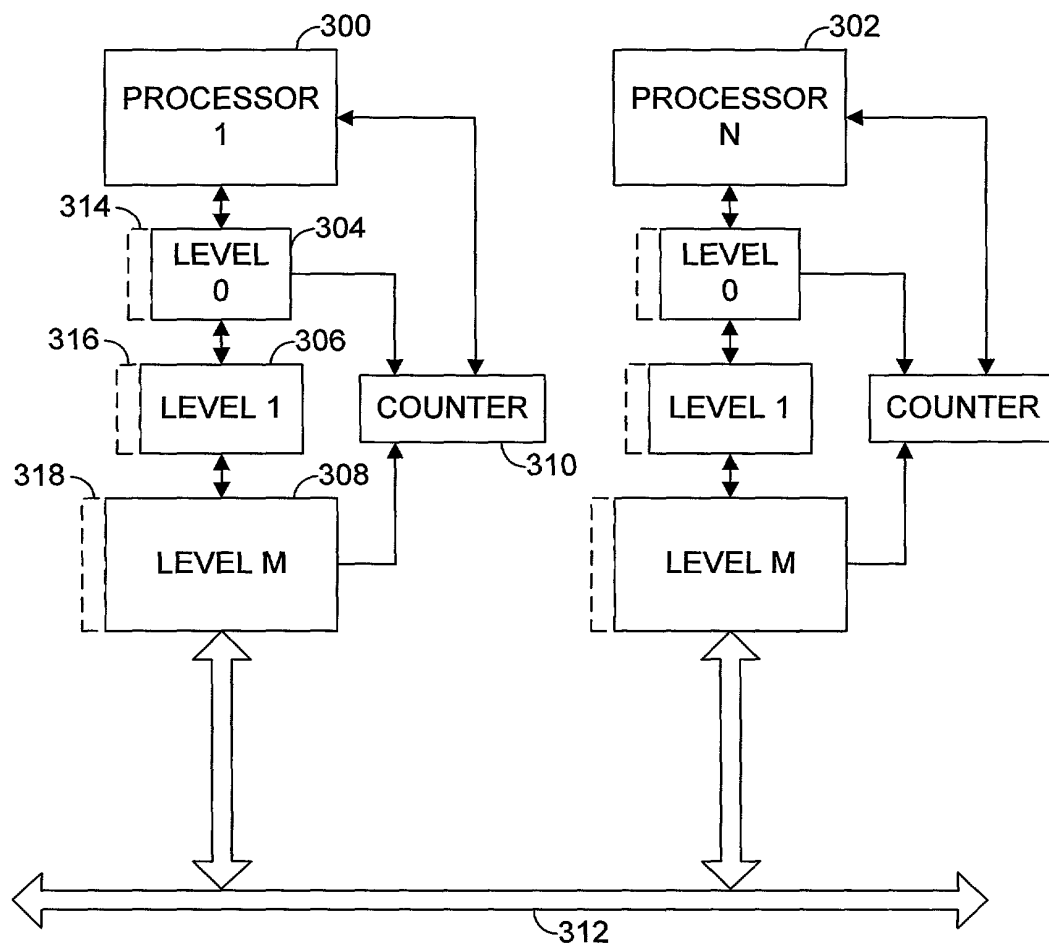 300
302
PROCESSOR
1
PROCESSOR
N
314
304
LEVEL
0
LEVEL
0
316
306
LEVEL 1
COUNTER
LEVEL 1
COUNTER
310
318
308
LEVEL M
LEVEL M
312